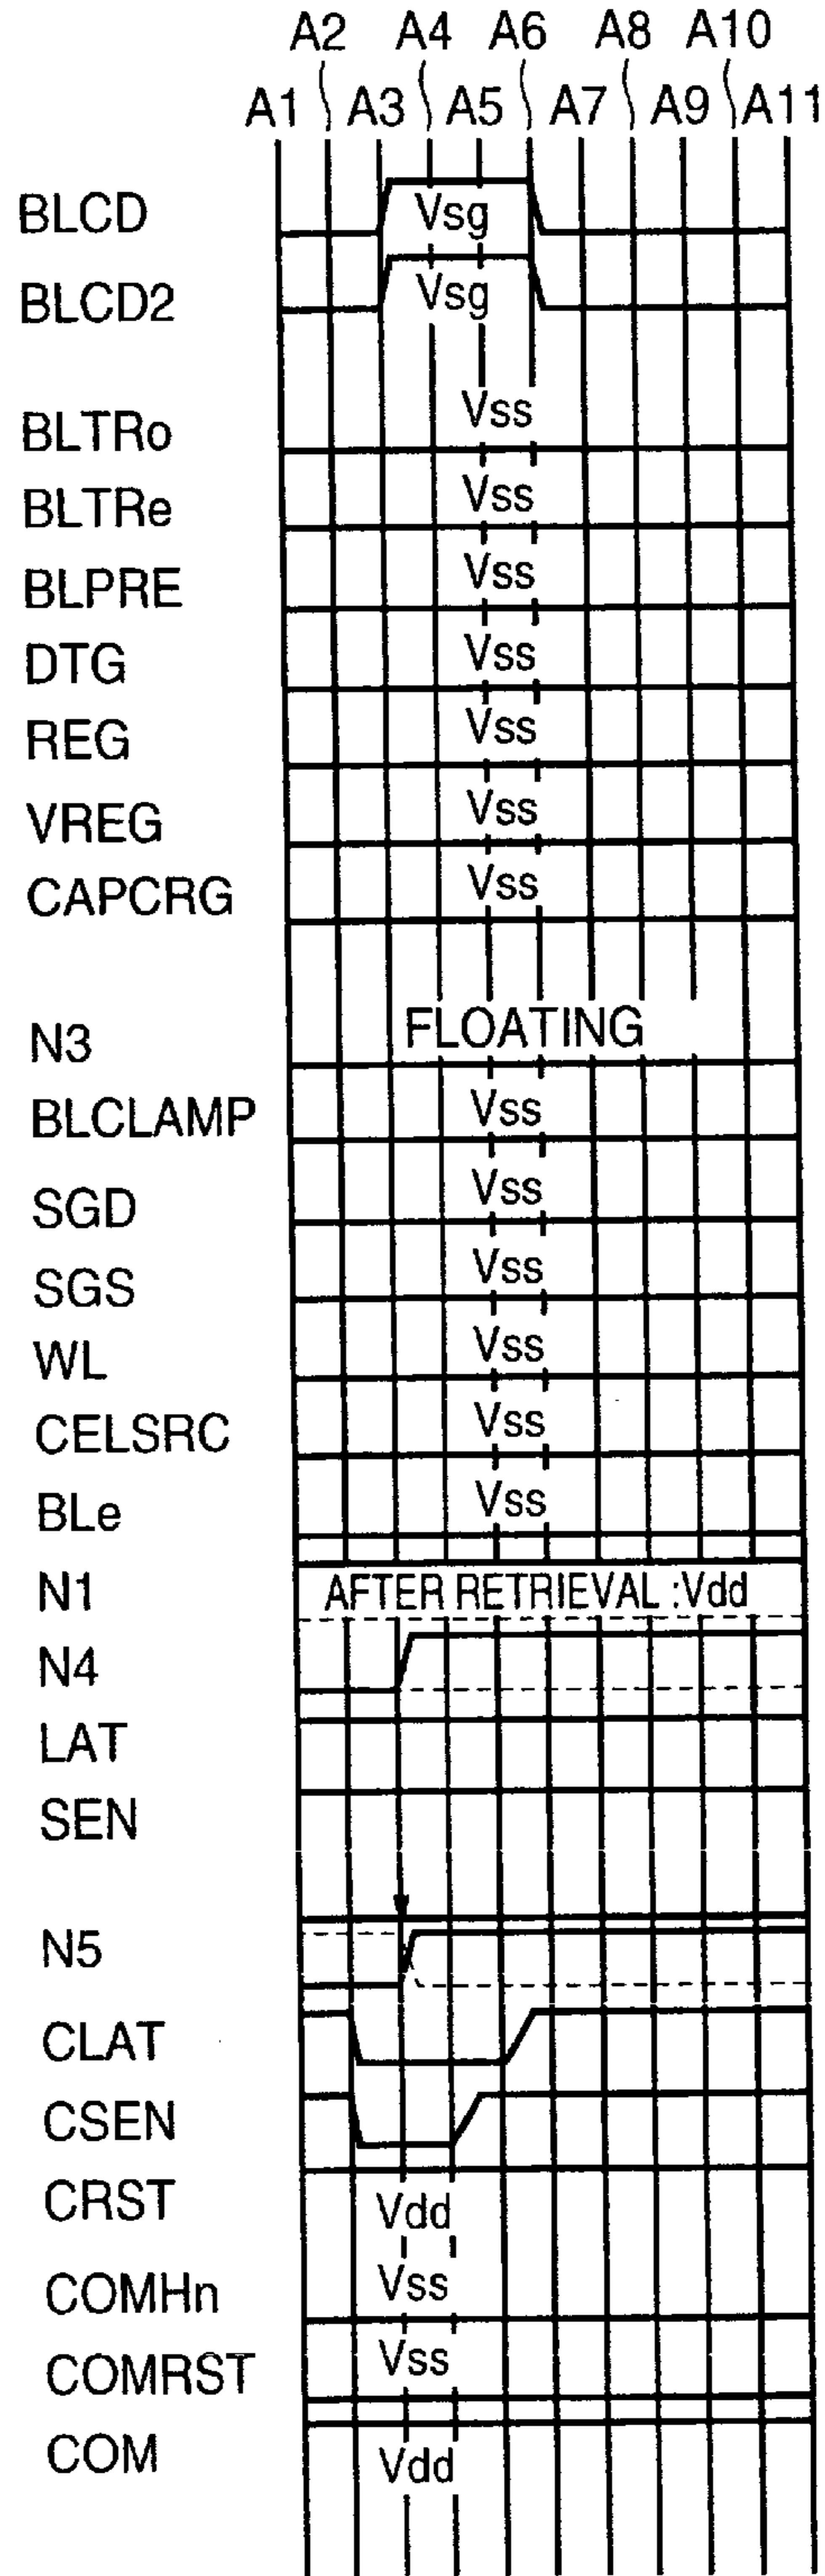 A2 A4 A6 A8 A10
A1 A3 A5 A7 A9 A11
BLCD Vsg
BLCD2 Vsg
BLTRo Vss
BLTRe Vss
BLPRE Vss
DTG Vss
REG Vss
VREG Vss
CAPCRG Vss
N3 FLOATING
BLCLAMP Vss
SGD Vss
SGS Vss
WL Vss
CELSRC Vss
BLe Vss
N1 AFTER RETRIEVAL :Vdd
N4
LAT
SEN
N5
CLAT
CSEN
CRST Vdd
COMHn Vss
COMRST Vss
COM Vdd